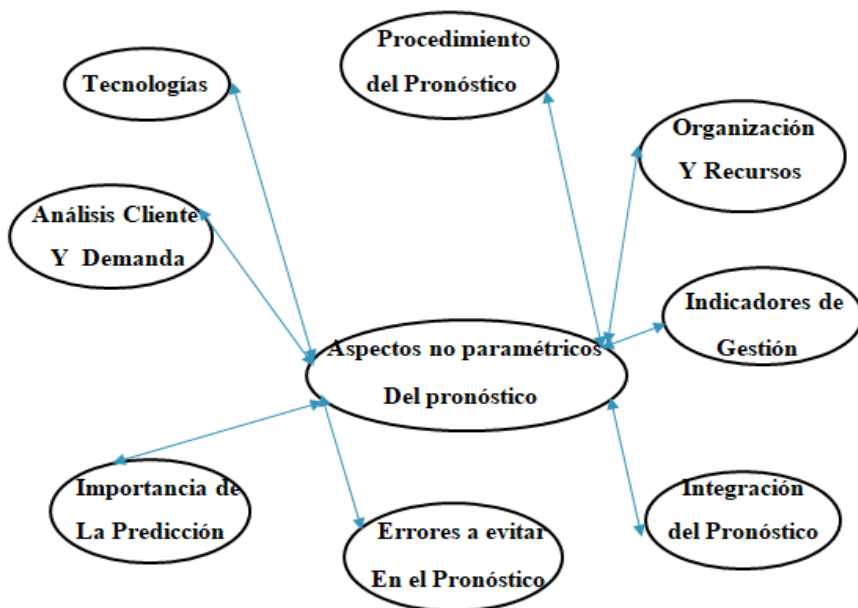 Procedimiento
del Pronóstico
Tecnologías
Organización
Y Recursos
Análisis Cliente
Y Demanda
Indicadores de
Gestión
Aspectos no paramétricos
Del pronóstico
Importancia de
La Predicción
Errores a evitar
En el Pronóstico
Integración
del Pronóstico